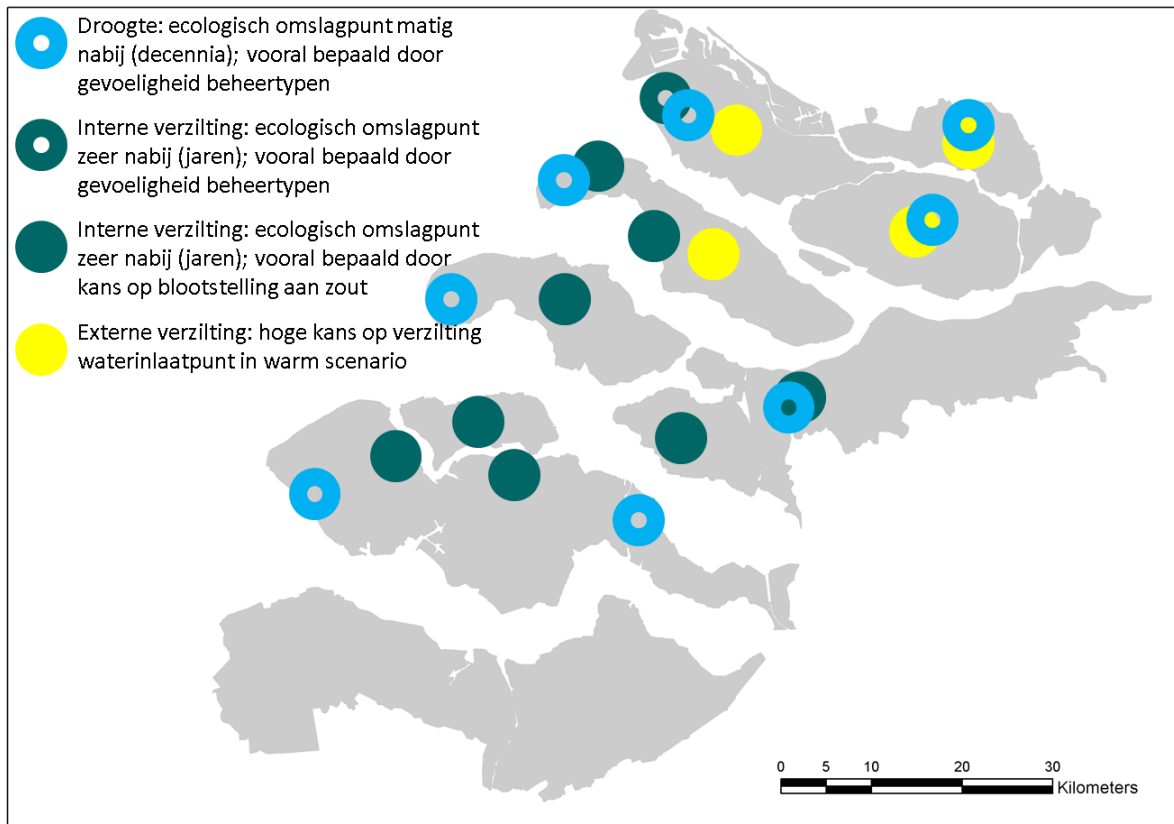 Droogte: ecologisch omslagpunt matig
nabij (decennia); vooral bepaald door
gevoeligheid beheertypen
Interne verzilting: ecologisch omslagpunt
zeer nabij (jaren); vooral bepaald door
gevoeligheid beheertypen
Interne verzilting: ecologisch omslagpunt
zeer nabij (jaren); vooral bepaald door
kans op blootstelling aan zout
Externe verzilting: hoge kans op verzilting
waterinlaatpunt in warm scenario
0 5 10 20 30
Kilometers